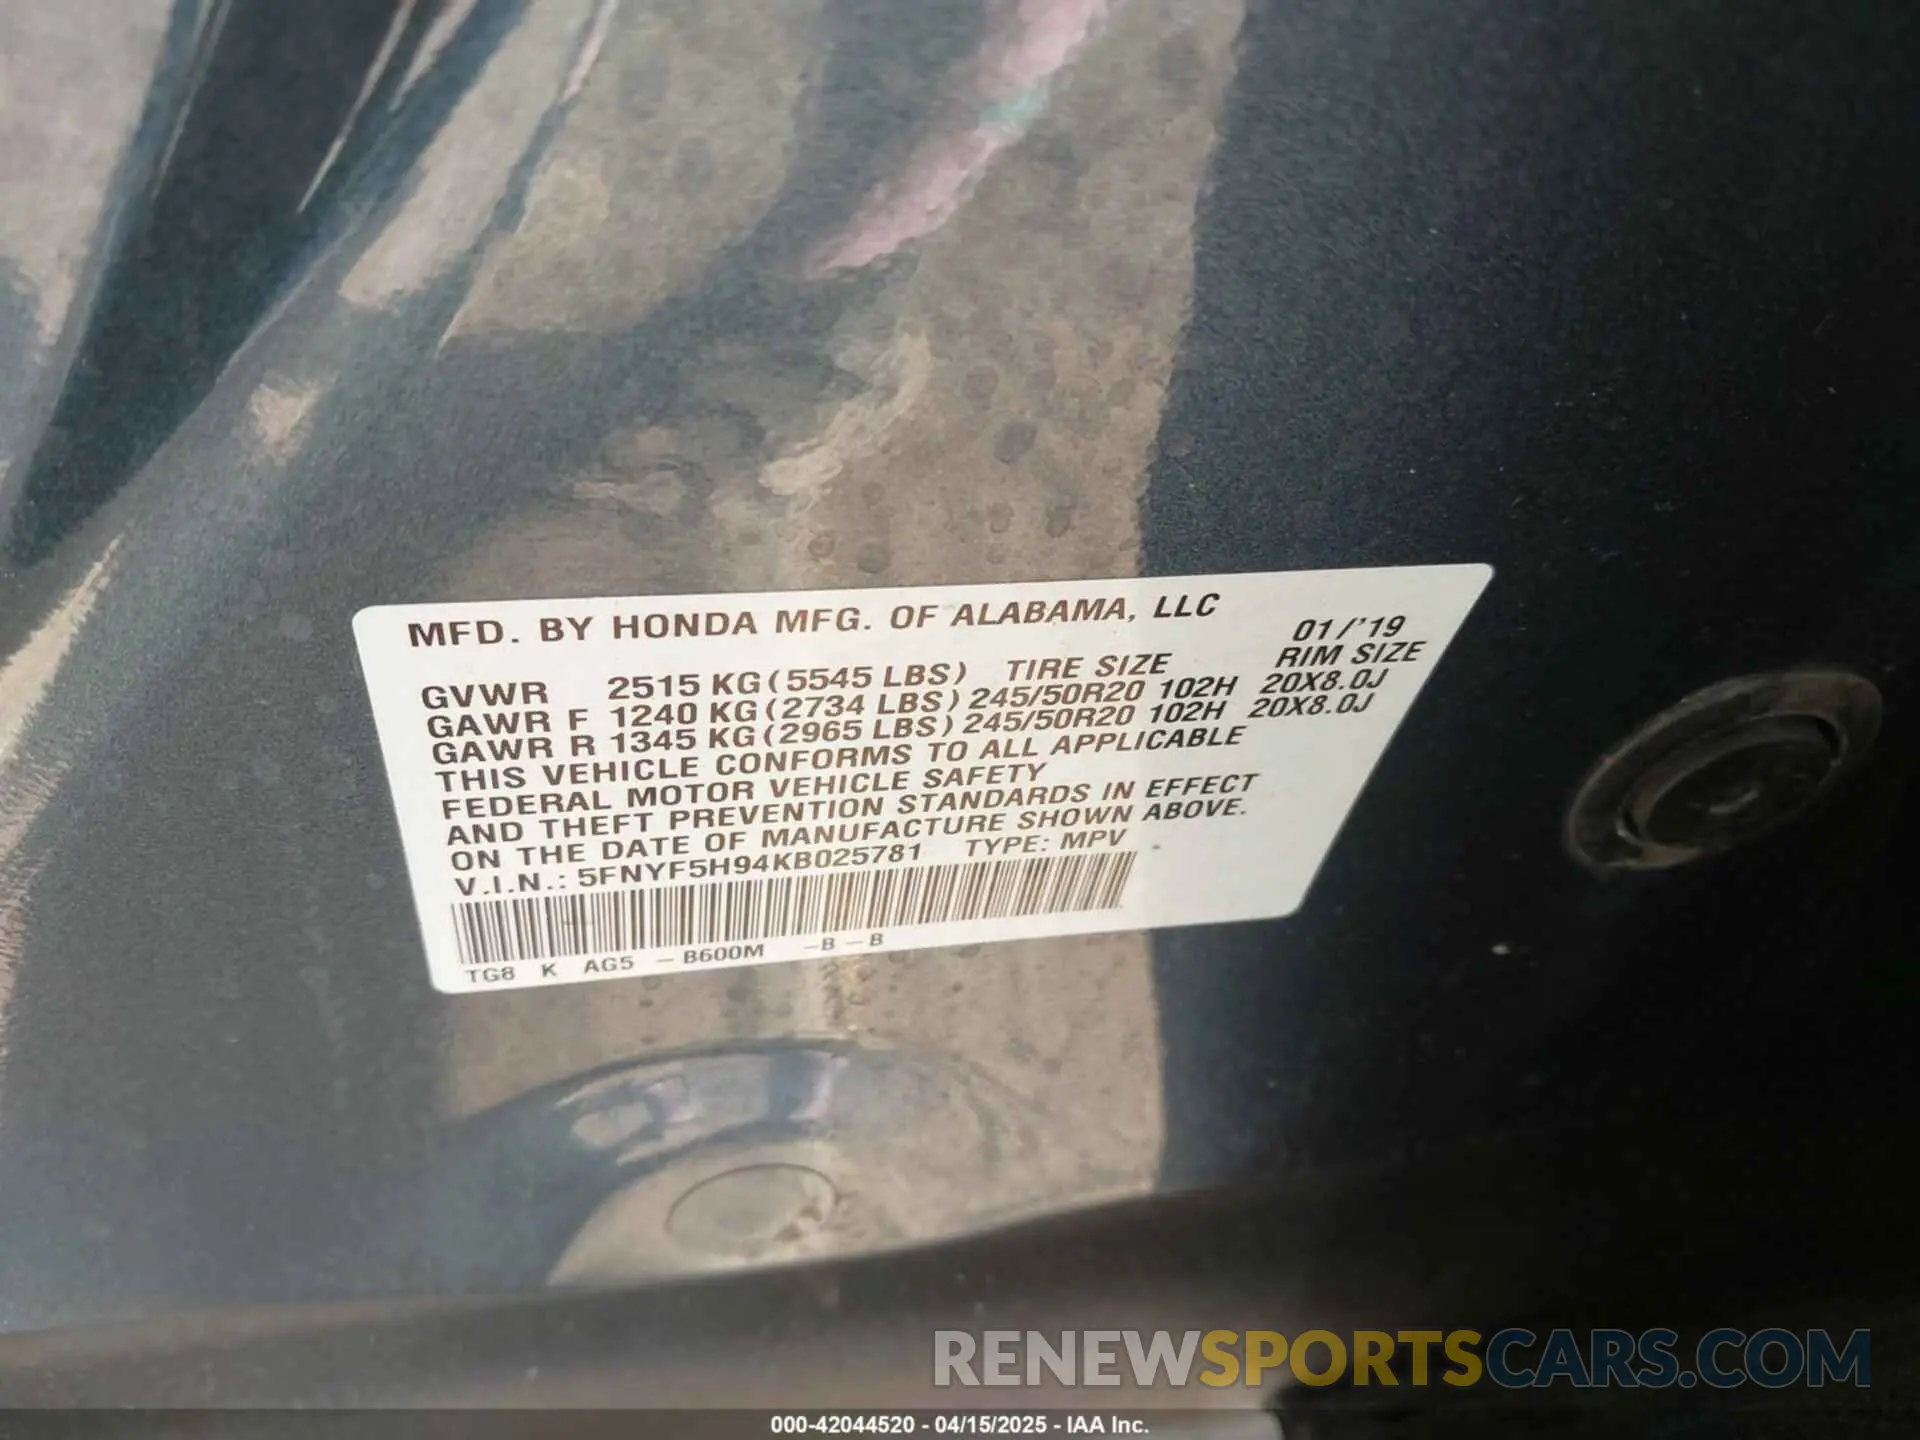 MFD. BY HONDA MFG. OF ALABAMA, LLC 01/'19
GVWR 2515 KG (5545 LBS) TIRE SIZE RIM SIZE
GAWR F 1240 KG (2734 LBS) 245/50R20 102H 20X8.0J
GAWR R 1345 KG (2965 LBS) 245/50R20 102H 20X8.0J
THIS VEHICLE CONFORMS TO ALL APPLICABLE
FEDERAL MOTOR VEHICLE SAFETY
AND THEFT PREVENTION STANDARDS IN EFFECT
ON THE DATE OF MANUFACTURE SHOWN ABOVE.
V.I.N.: 5FNYF5H94KB025781 TYPE: MPV
TG8 K AG5 - B600M -B-B
RENEWSPORTSCARS.COM
000-42044520 - 04/15/2025 - IAA Inc.